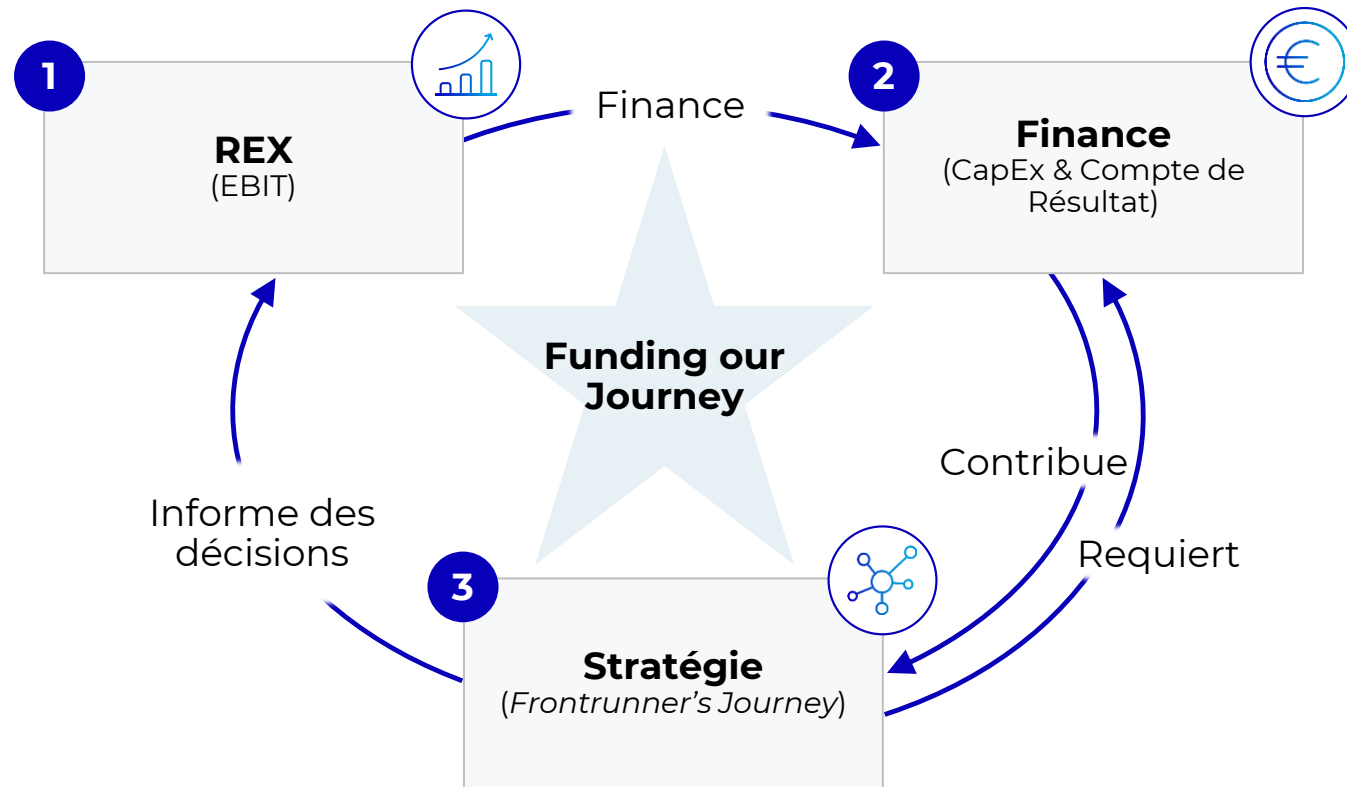 1
REX
(EBIT)
Finance
2
Finance
(CapEx & Compte de
Résultat)
Funding our
Journey
Contribue
Requiert
Informe des
décisions
3
Stratégie
(Frontrunner’s Journey)